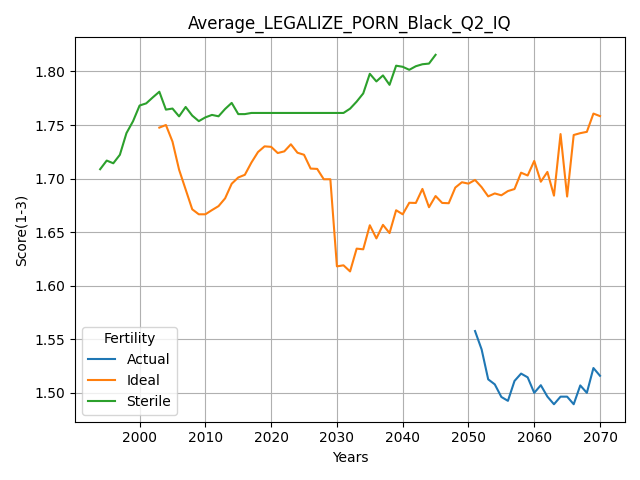 Average_LEGALIZE_PORN_Black_Q2_IQ
Score(1-3)
1.80
1.75
1.70
1.65
1.60
1.55
1.50
Fertility
Actual
Ideal
Sterile
2000 2010 2020 2030 2040 2050 2060 2070
Years